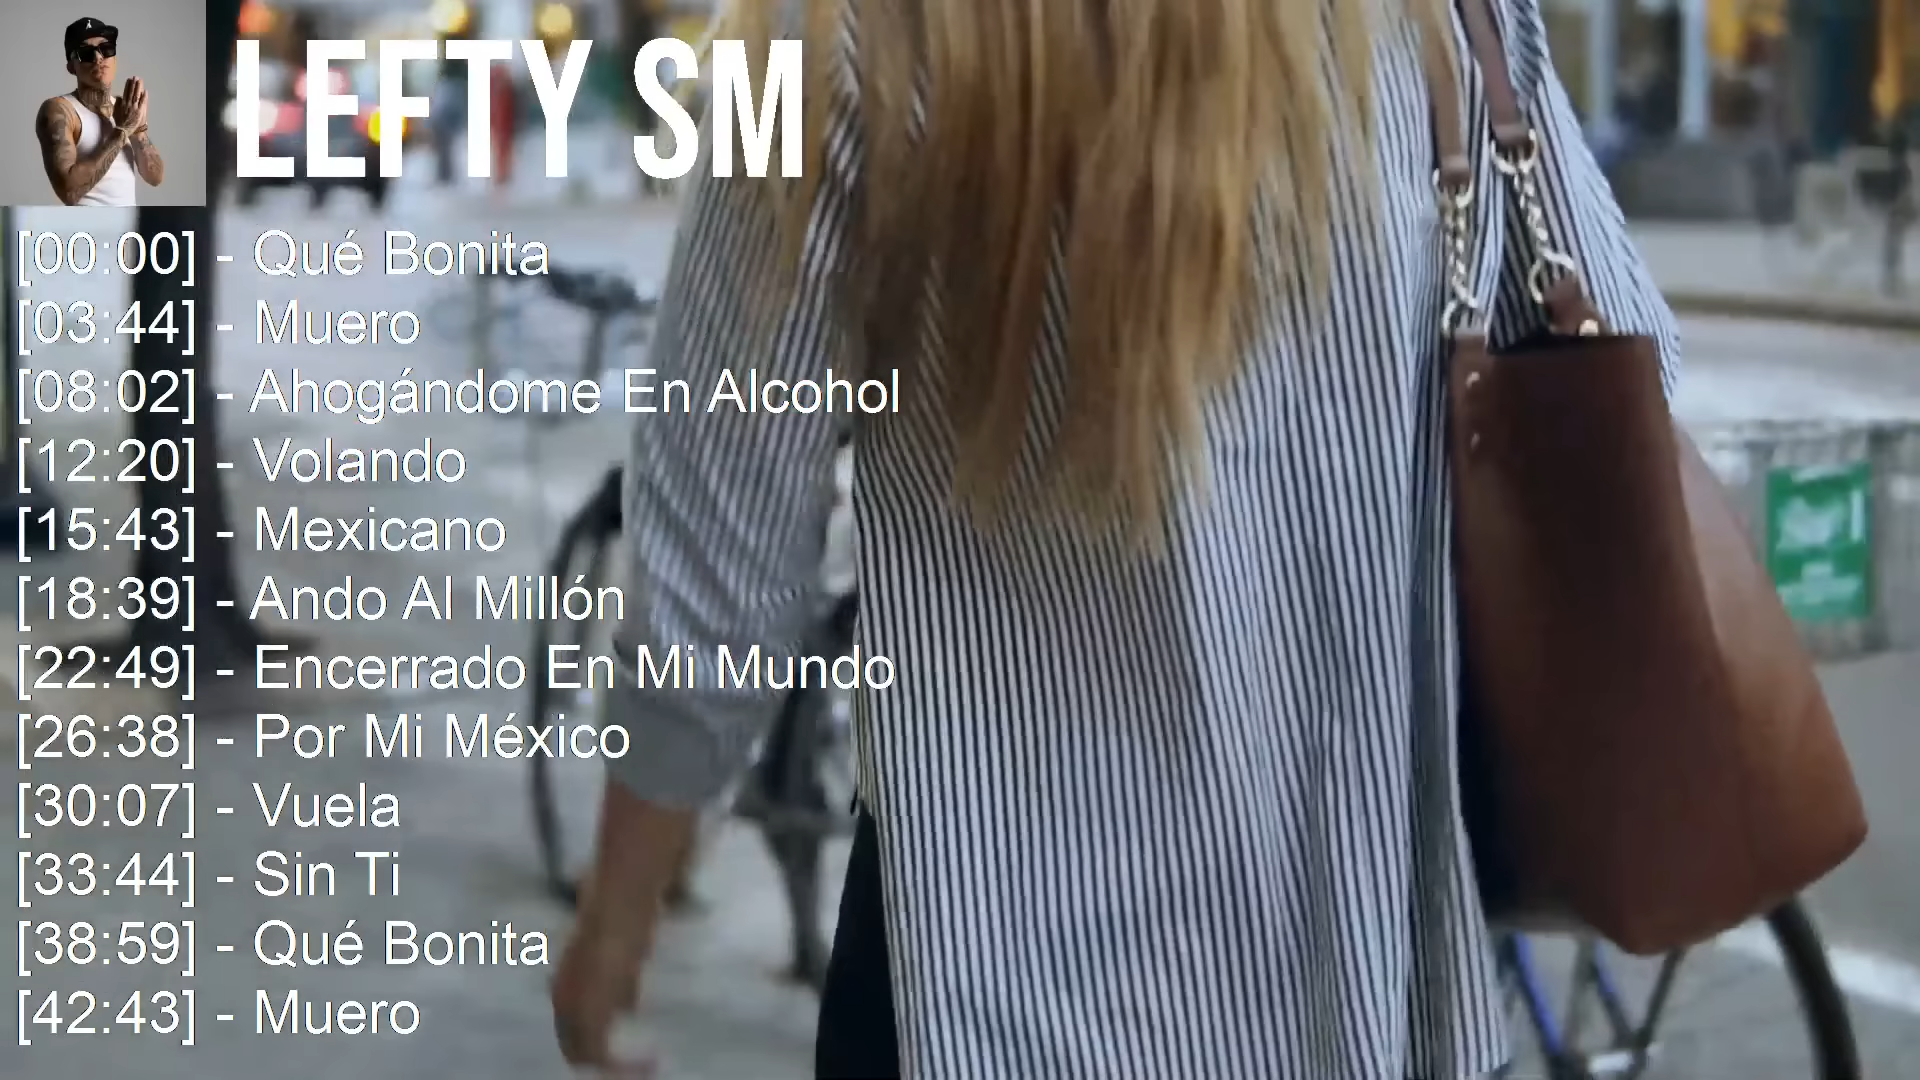 LEFTY SM
[00:00] - Qué Bonita
[03:44] - Muero
[08:02] - Ahogándome En Alcohol
[12:20] - Volando
[15:43] - Mexicano
[18:39] - Ando Al Millón
[22:49] - Encerrado En Mi Mundo
[26:38] - Por Mi México
[30:07] - Vuela
[33:44] - Sin Ti
[38:59] - Qué Bonita
[42:43] - Muero